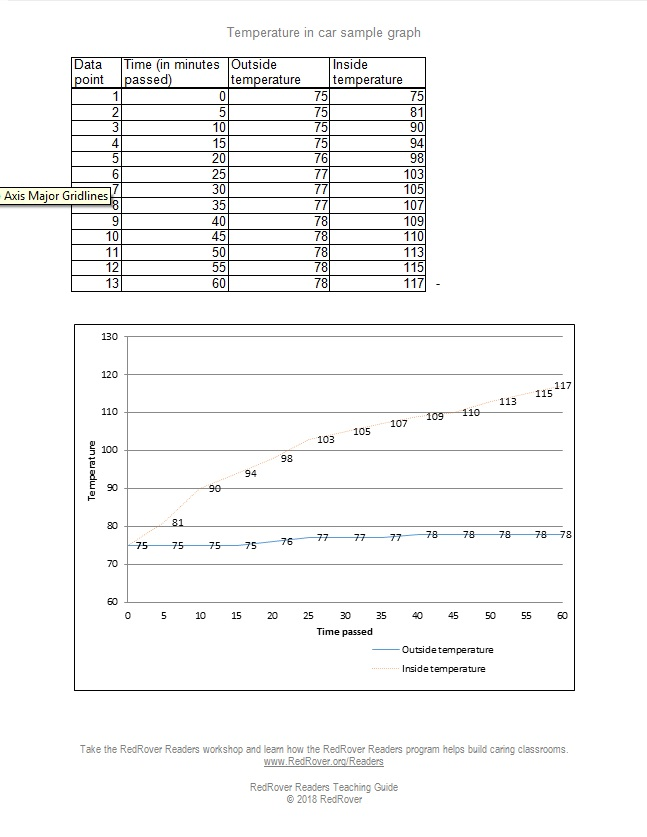 Temperature in car sample graph
Data point Time (in minutes passed) Outside temperature Inside temperature
1 0 75 75
2 5 75 81
3 10 75 90
4 15 75 94
5 20 76 98
6 25 77 103
Axis Major Gridlines
7 30 77 105
8 35 77 107
9 40 78 109
10 45 78 110
11 50 78 113
12 55 78 115
13 60 78 117 -
130
120
110
100
90
80
70
60
Temperature
81 90 94 98 103 105 107 109 110 113 115 117
75 75 75 75 76 77 77 77 78 78 78 78 78
0 5 10 15 20 25 30 35 40 45 50 55 60
Time passed
Outside temperature
Inside temperature
Take the RedRover Readers workshop and learn how the RedRover Readers program helps build caring classrooms.
www.RedRover.org/Readers
RedRover Readers Teaching Guide
© 2018 RedRover